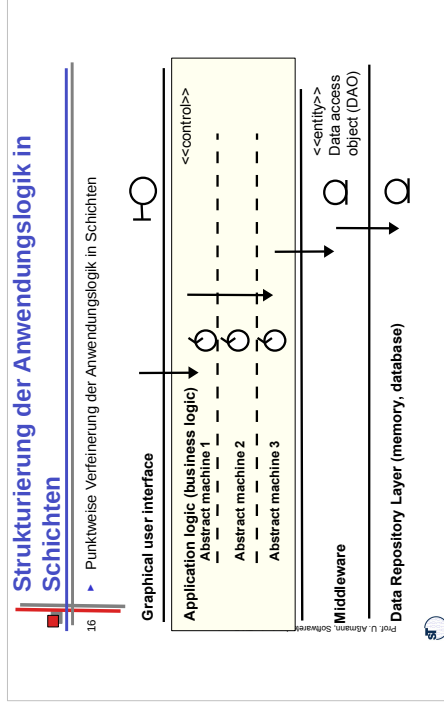 Strukturierung der Anwendungslogik in
Schichten
16
► Punktweise Verfeinerung der Anwendungslogik in Schichten
Graphical user interface
Application logic (business logic)
<<control>>
Abstract machine 1
Abstract machine 2
Abstract machine 3
Middleware
<<entity>>
Data access
object (DAO)
Data Repository Layer (memory, database)
Prof. U. Aßmann,
ST